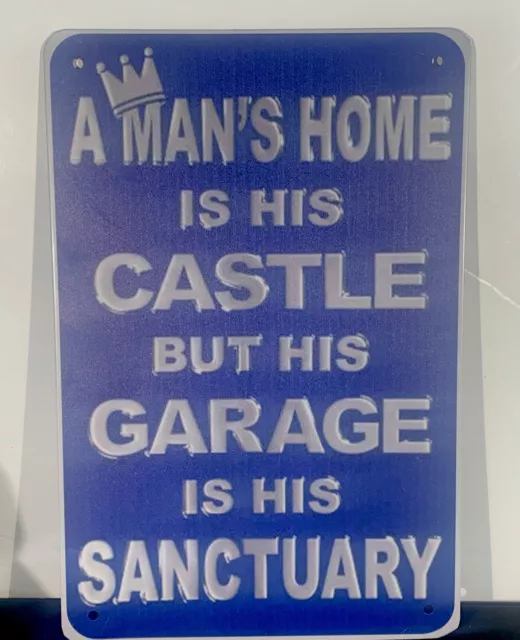 A MAN'S HOME
IS HIS
CASTLE
BUT HIS
GARAGE
IS HIS
SANCTUARY